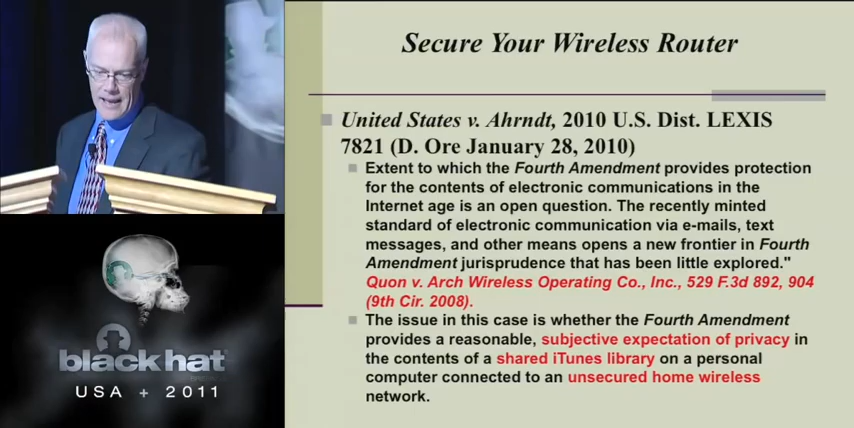 Secure Your Wireless Router
United States v. Ahrndt, 2010 U.S. Dist. LEXIS
7821 (D. Ore January 28, 2010)
Extent to which the Fourth Amendment provides protection
for the contents of electronic communications in the
Internet age is an open question. The recently minted
standard of electronic communication via e-mails, text
messages, and other means opens a new frontier in Fourth
Amendment jurisprudence that has been little explored."
Quon v. Arch Wireless Operating Co., Inc., 529 F.3d 892, 904
(9th Cir. 2008).
The issue in this case is whether the Fourth Amendment
provides a reasonable, subjective expectation of privacy in
the contents of a shared iTunes library on a personal
computer connected to an unsecured home wireless
network.
black hat
USA + 2011